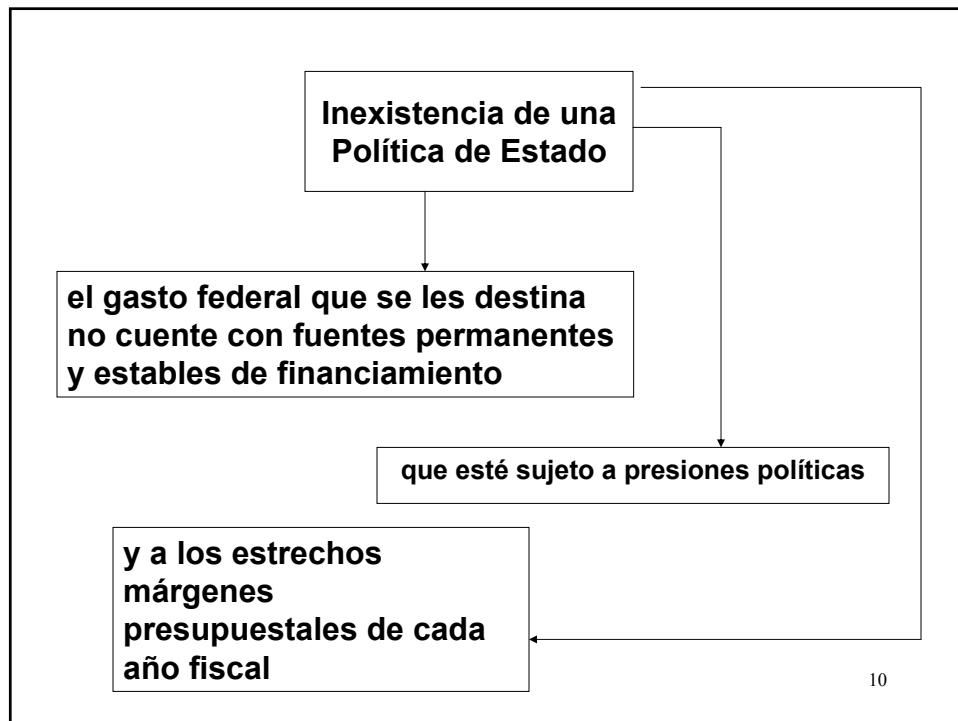 Inexistencia de una
Política de Estado
el gasto federal que se les destina
no cuente con fuentes permanentes
y estables de financiamiento
que esté sujeto a presiones políticas
y a los estrechos
márgenes
presupuestales de cada
año fiscal
10